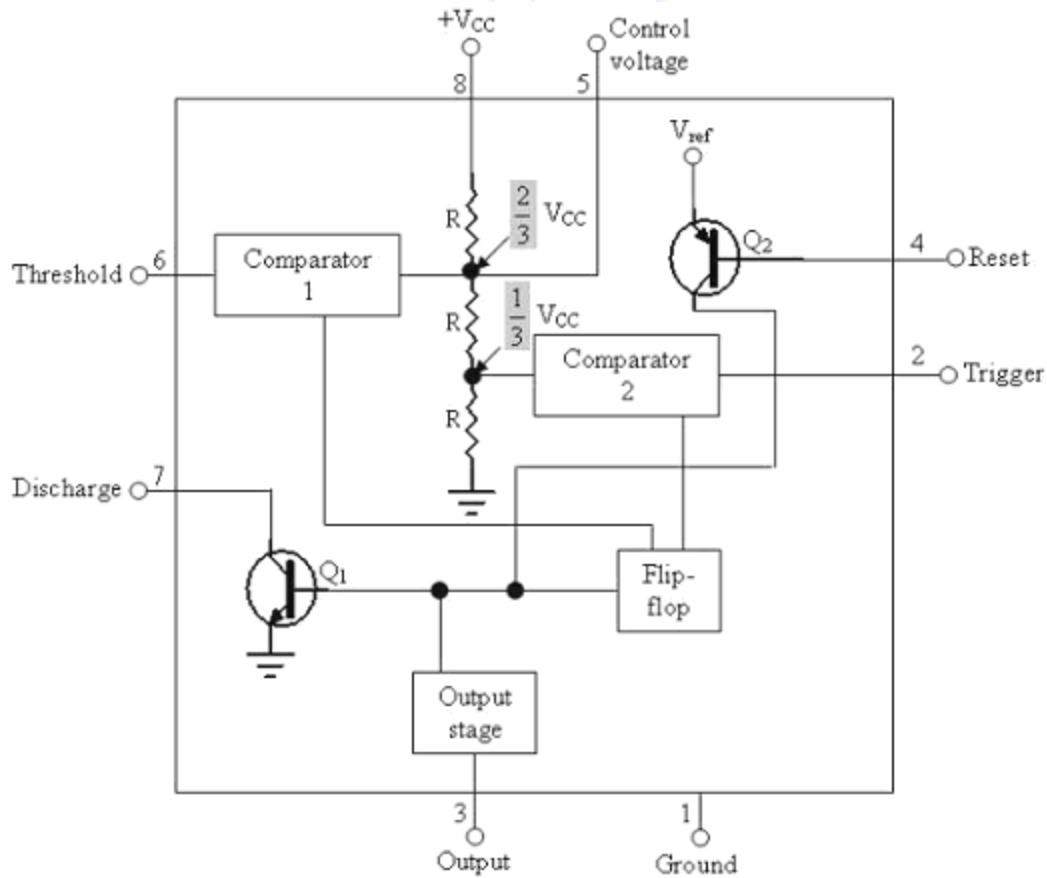 +VCC
Control
voltage
8
5
Vref
2
3
VCC
R
Q2
4
Reset
6
Threshold
Comparator
1
1
3
VCC
R
Comparator
2
2
Trigger
R
7
Discharge
Q1
Flip-
flop
Output
stage
3
1
Output
Ground